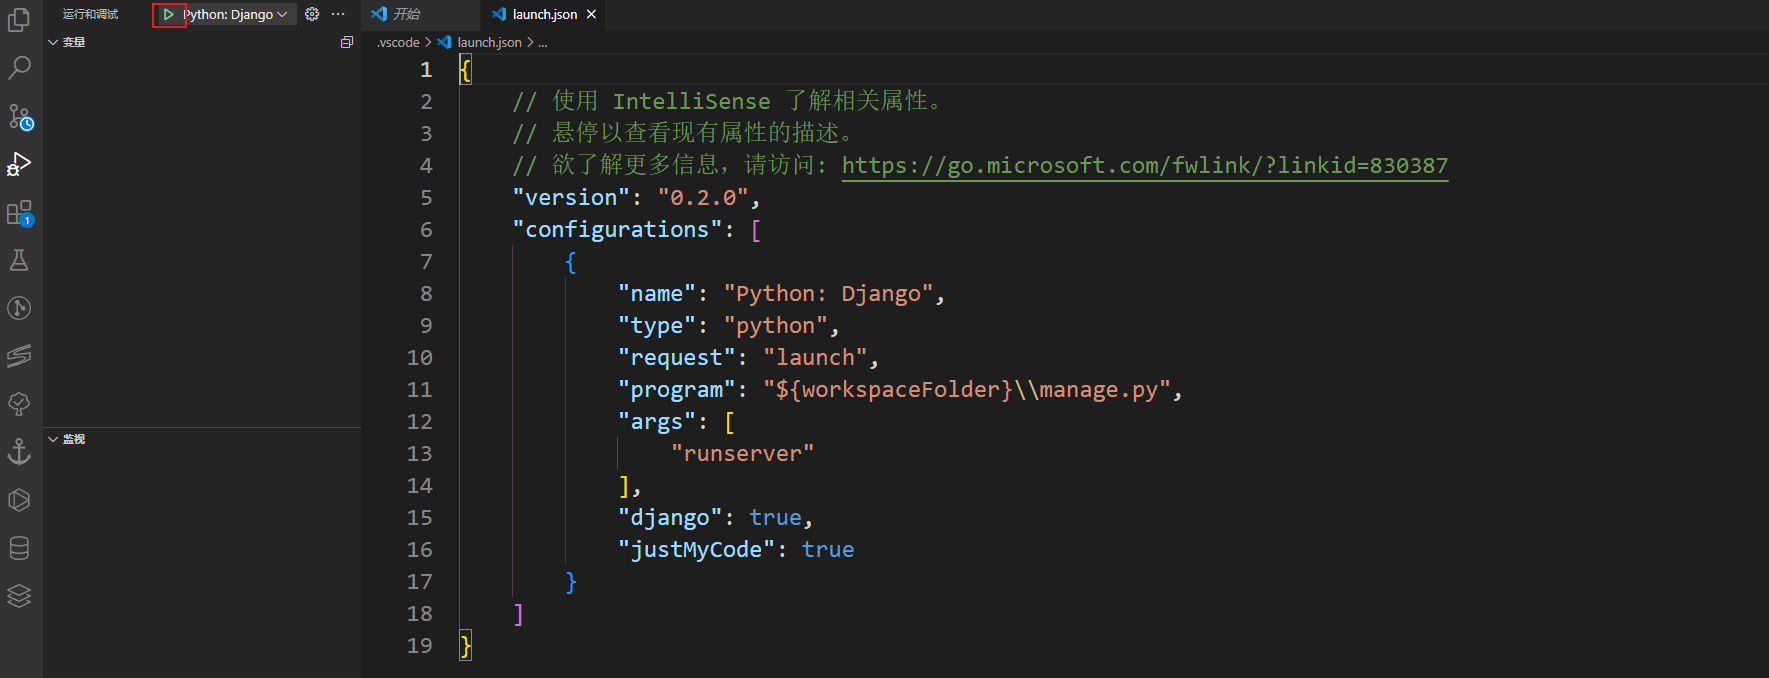 运行和调试
Python: Django
变量
监视
1
开始
launch.json
.vscode > launch.json > ...
1 {
2 // 使用 IntelliSense 了解相关属性。
3 // 悬停以查看现有属性的描述。
4 // 欲了解更多信息，请访问: https://go.microsoft.com/fwlink/?linkid=830387
5 "version": "0.2.0",
6 "configurations": [
7 {
8 "name": "Python: Django",
9 "type": "python",
10 "request": "launch",
11 "program": "${workspaceFolder}\\manage.py",
12 "args": [
13 "runserver"
14 ],
15 "django": true,
16 "justMyCode": true
17 }
18 ]
19 }